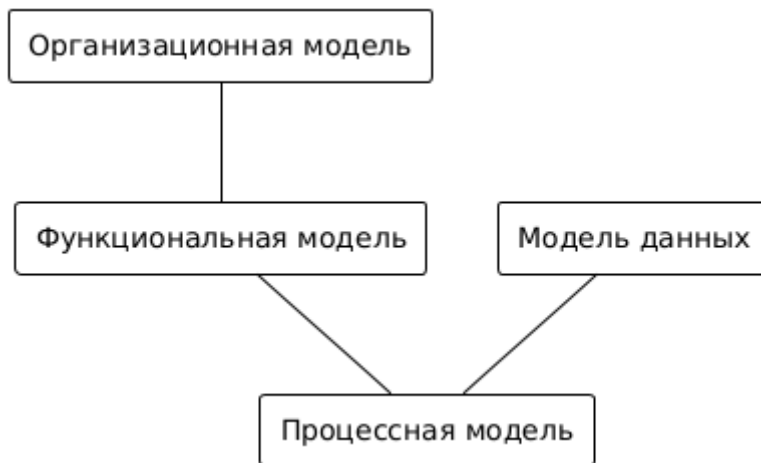 Организационная модель
Функциональная модель
Модель данных
Процессная модель